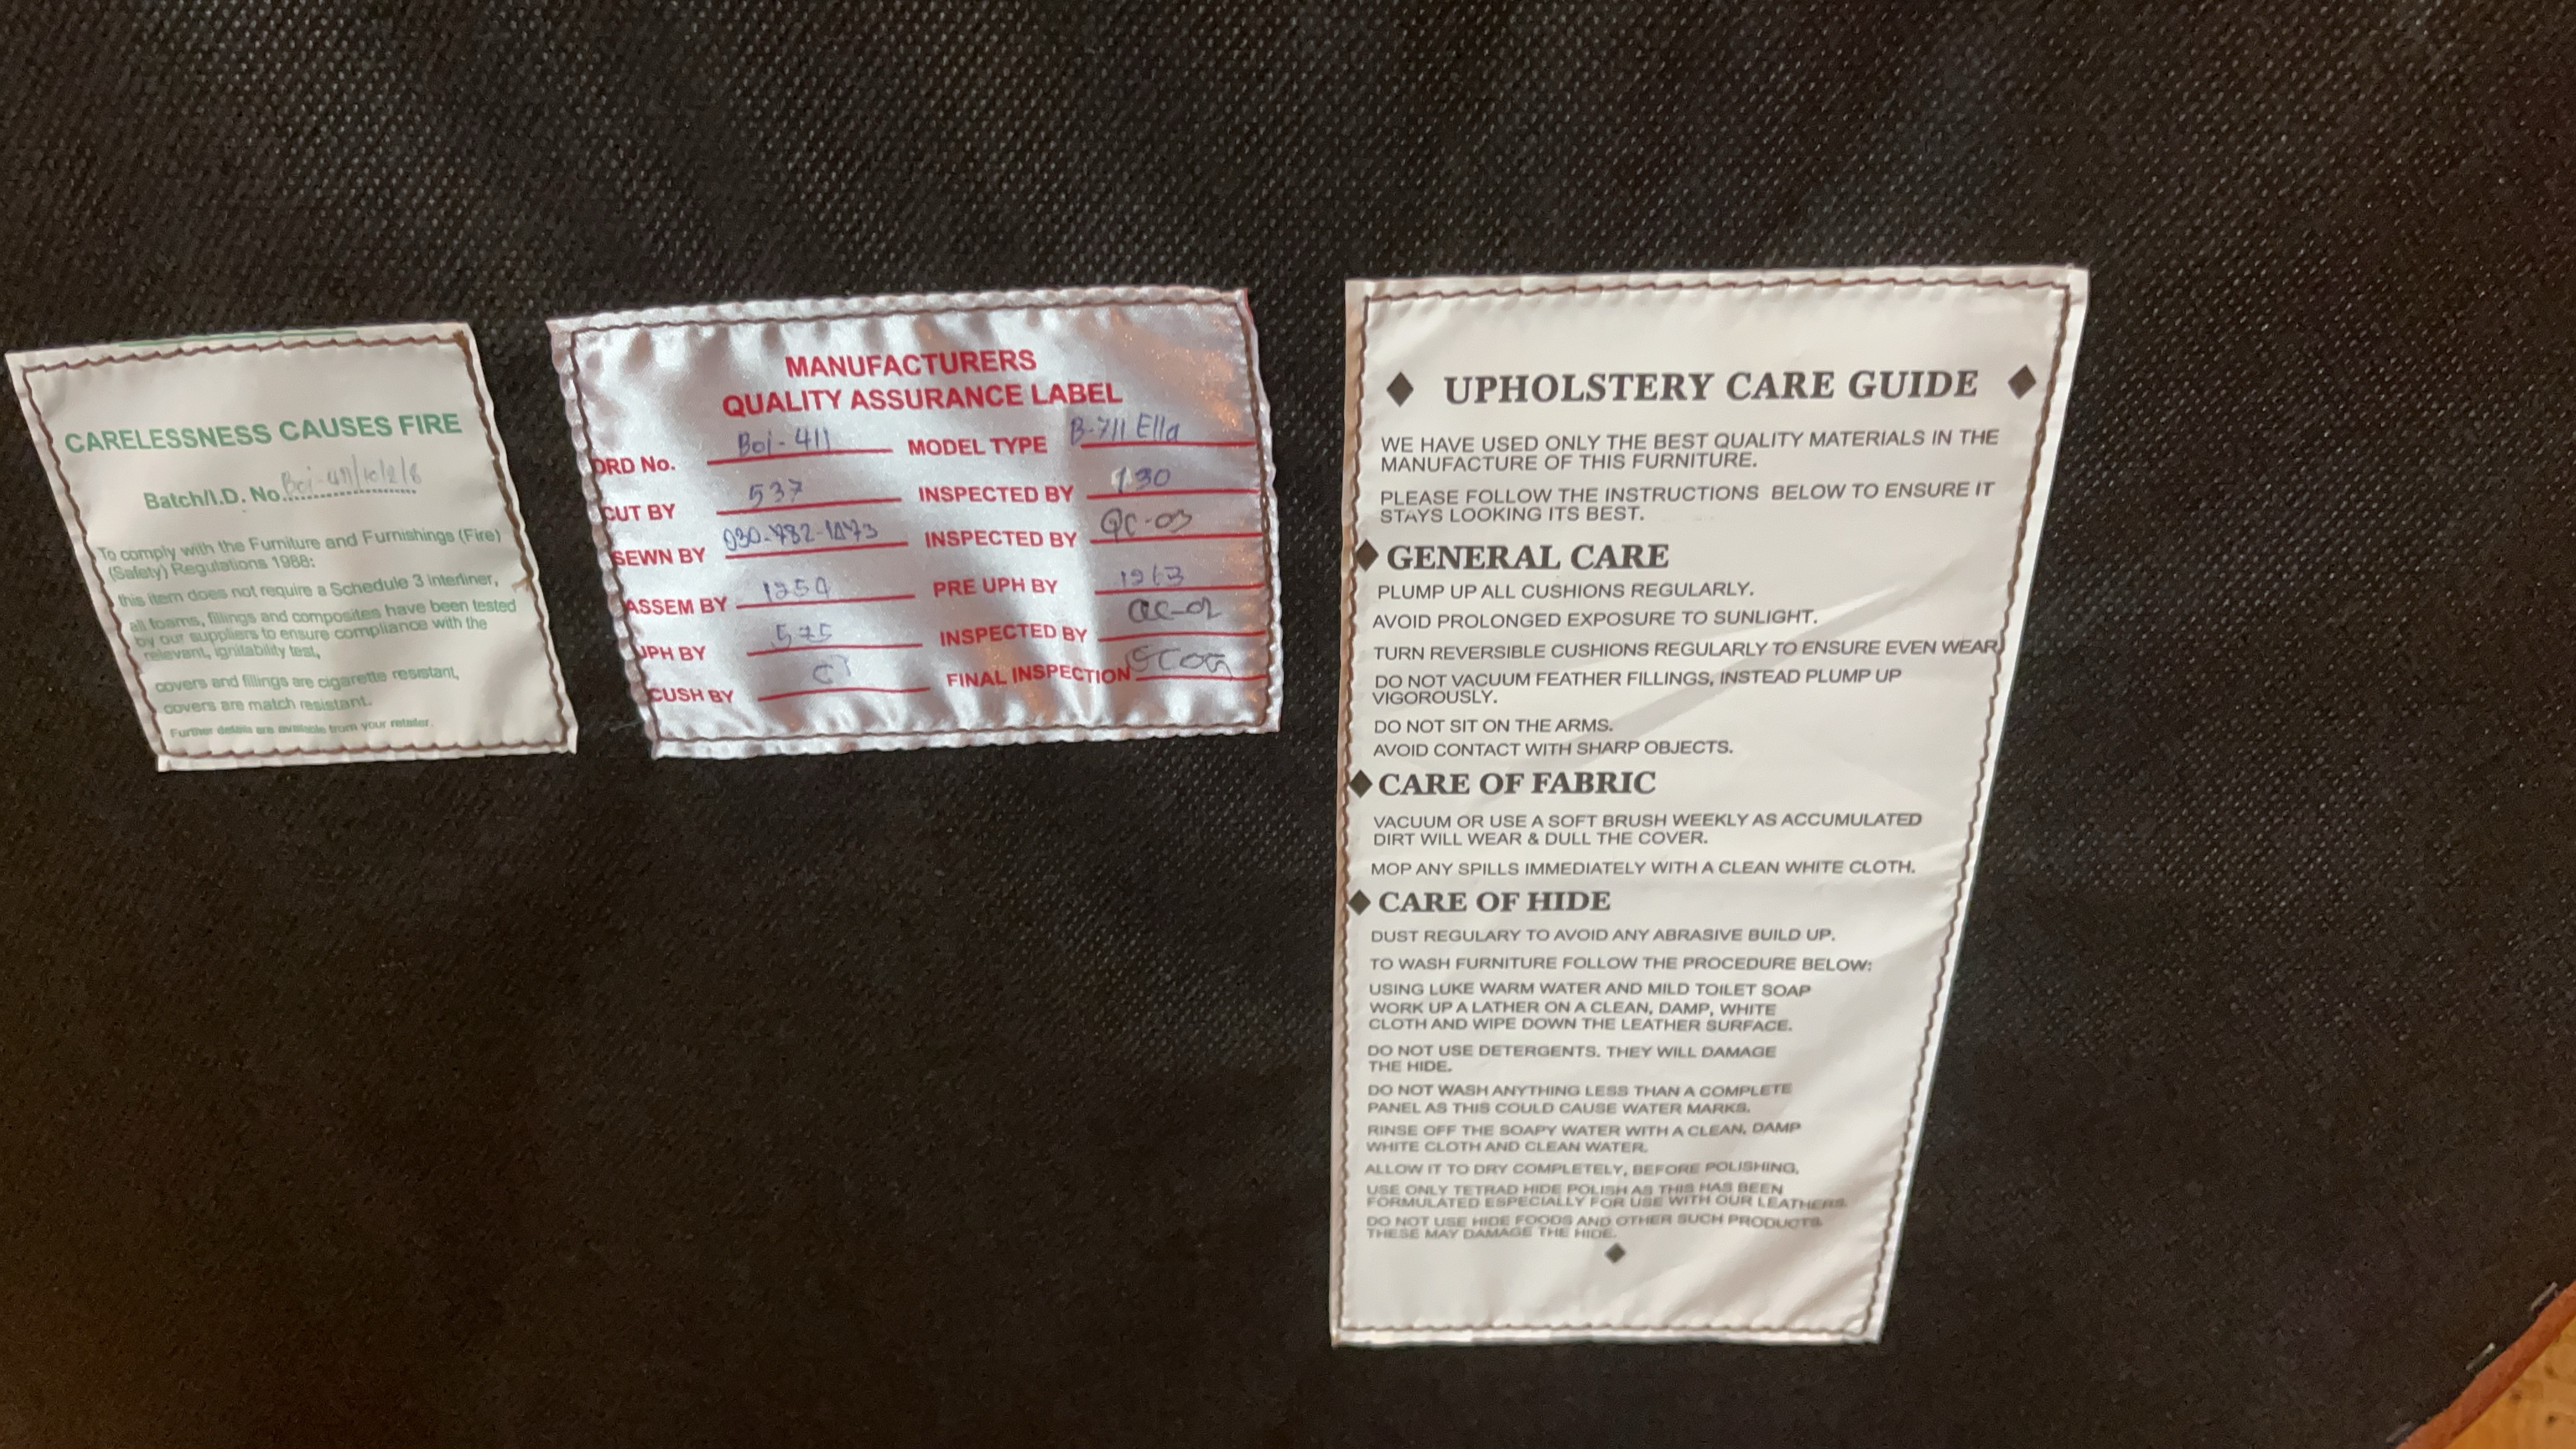 CARELESSNESS CAUSES FIRE
Batch/I.D. No
To comply with the Furniture and Furnishings (Fire)
(Safety) Regulations 1988:
this item does not require a Schedule 3 interliner,
all foams, fillings and composites have been tested
by our suppliers to ensure compliance with the
relevant, ignitability test,
covers and fillings are cigarette resistant,
covers are match resistant.
Further details are available from your retailer.
MANUFACTURERS
QUALITY ASSURANCE LABEL
ORD No. Boi-411 MODEL TYPE B-711 Ella
CUT BY 537 INSPECTED BY 130
SEWN BY INSPECTED BY QC-03
ASSEM BY 1254 PRE UPH BY
UPH BY 575 INSPECTED BY QC-02
CUSH BY FINAL INSPECTION
UPHOLSTERY CARE GUIDE
WE HAVE USED ONLY THE BEST QUALITY MATERIALS IN THE
MANUFACTURE OF THIS FURNITURE.
PLEASE FOLLOW THE INSTRUCTIONS BELOW TO ENSURE IT
STAYS LOOKING ITS BEST.
GENERAL CARE
PLUMP UP ALL CUSHIONS REGULARLY.
AVOID PROLONGED EXPOSURE TO SUNLIGHT.
TURN REVERSIBLE CUSHIONS REGULARLY TO ENSURE EVEN WEAR
DO NOT VACUUM FEATHER FILLINGS, INSTEAD PLUMP UP
VIGOROUSLY.
DO NOT SIT ON THE ARMS.
AVOID CONTACT WITH SHARP OBJECTS.
CARE OF FABRIC
VACUUM OR USE A SOFT BRUSH WEEKLY AS ACCUMULATED
DIRT WILL WEAR & DULL THE COVER.
MOP ANY SPILLS IMMEDIATELY WITH A CLEAN WHITE CLOTH.
CARE OF HIDE
DUST REGULARY TO AVOID ANY ABRASIVE BUILD UP.
TO WASH FURNITURE FOLLOW THE PROCEDURE BELOW:
USING LUKE WARM WATER AND MILD TOILET SOAP
WORK UP A LATHER ON A CLEAN, DAMP, WHITE
CLOTH AND WIPE DOWN THE LEATHER SURFACE.
DO NOT USE DETERGENTS. THEY WILL DAMAGE
THE HIDE.
DO NOT WASH ANYTHING LESS THAN A COMPLETE
PANEL AS THIS COULD CAUSE WATER MARKS.
RINSE OFF THE SOAPY WATER WITH A CLEAN, DAMP
WHITE CLOTH AND CLEAN WATER.
ALLOW IT TO DRY COMPLETELY, BEFORE POLISHING,
USE ONLY TETRAD HIDE POLISH AS THIS HAS BEEN
FORMULATED ESPECIALLY FOR USE WITH OUR LEATHERS.
DO NOT USE HIDE FOODS AND OTHER SUCH PRODUCTS.
THESE MAY DAMAGE THE HIDE.